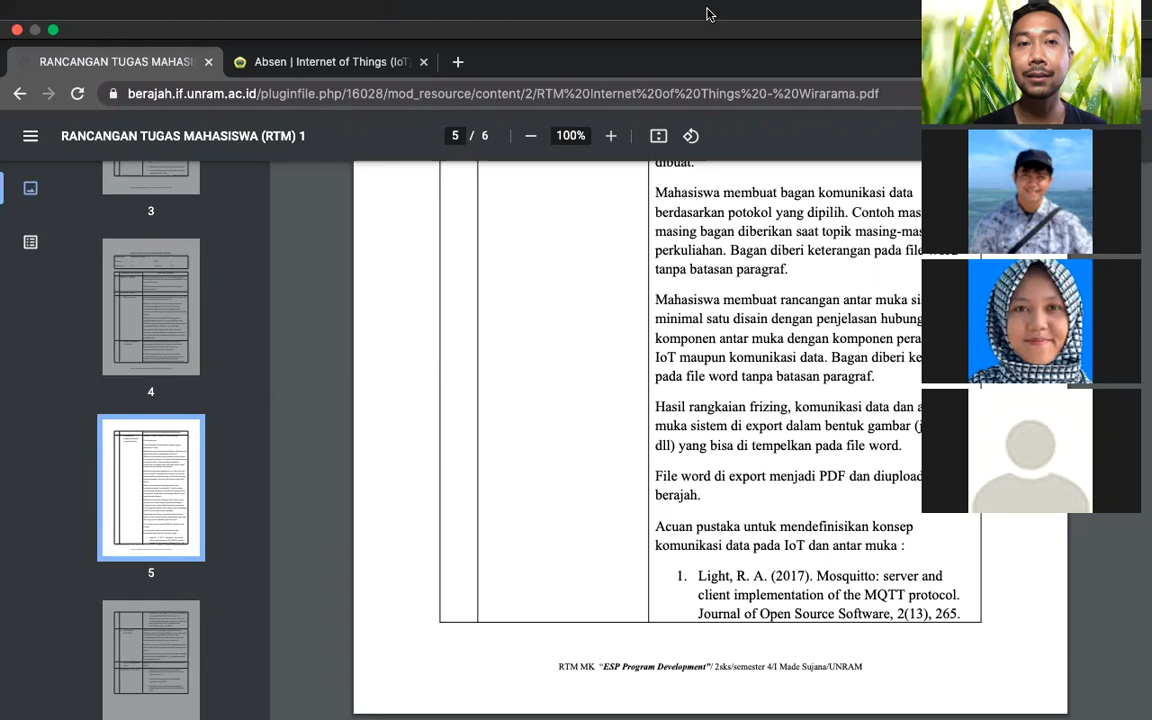 RANCANGAN TUGAS MAHASI
Absen | Internet of Things (IoT
berajah.if.unram.ac.id/pluginfile.php/16028/mod_resource/content/2/RTM%20Internet%20of%20Things%20-%20Wirarama.pdf
RANCANGAN TUGAS MAHASISWA (RTM) 1
5 / 6
100%
3
4
5
dibuat.
Mahasiswa membuat bagan komunikasi data
berdasarkan potokol yang dipilih. Contoh mas
masing bagan diberikan saat topik masing-mas
perkuliahan. Bagan diberi keterangan pada file word
tanpa batasan paragraf.
Mahasiswa membuat rancangan antar muka si
minimal satu disain dengan penjelasan hubung
komponen antar muka dengan komponen pera
IoT maupun komunikasi data. Bagan diberi ke
pada file word tanpa batasan paragraf.
Hasil rangkaian frizing, komunikasi data dan a
muka sistem di export dalam bentuk gambar (j
dll) yang bisa di tempelkan pada file word.
File word di export menjadi PDF dan diupload
berajah.
Acuan pustaka untuk mendefinisikan konsep
komunikasi data pada IoT dan antar muka :
1. Light, R. A. (2017). Mosquitto: server and
client implementation of the MQTT protocol.
Journal of Open Source Software, 2(13), 265.
RTM MK “ESP Program Development”/ 2sks/semester 4/I Made Sujana/UNRAM